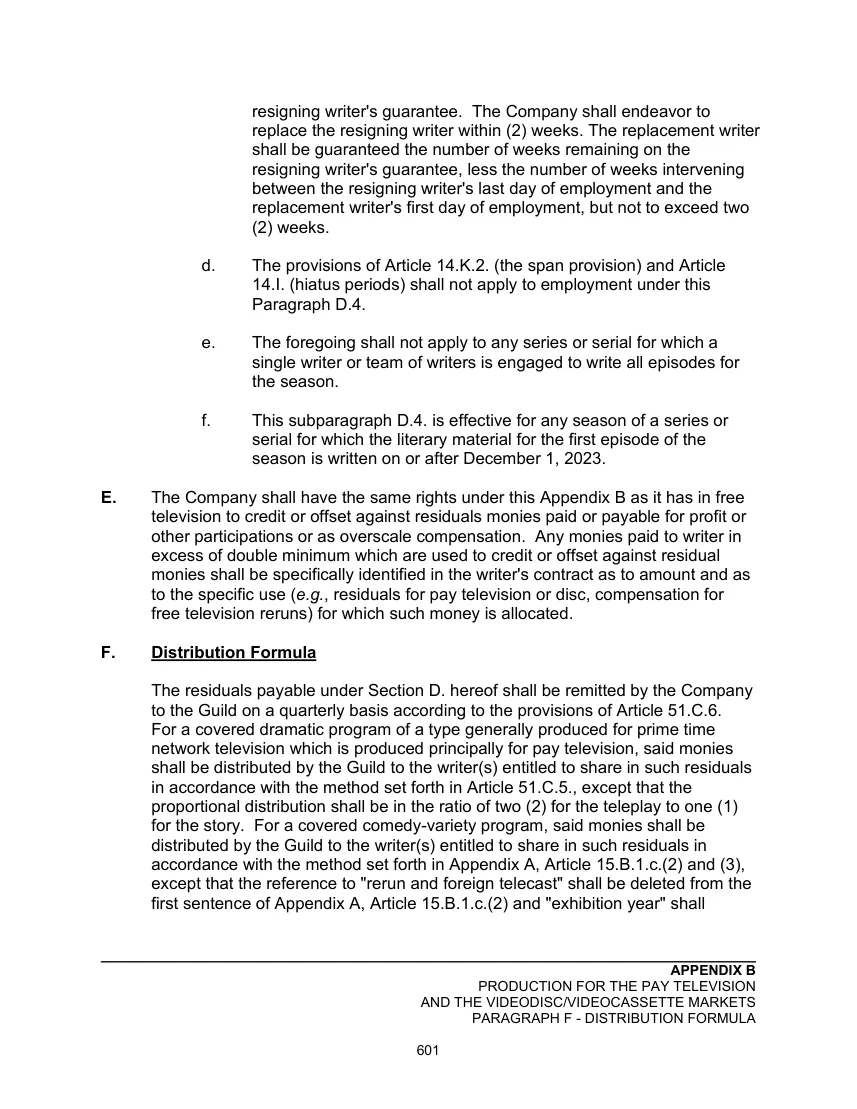 resigning writer's guarantee.  The Company shall endeavor to
replace the resigning writer within (2) weeks. The replacement writer
shall be guaranteed the number of weeks remaining on the
resigning writer's guarantee, less the number of weeks intervening
between the resigning writer's last day of employment and the
replacement writer's first day of employment, but not to exceed two
(2) weeks.
d. The provisions of Article 14.K.2. (the span provision) and Article
14.I. (hiatus periods) shall not apply to employment under this
Paragraph D.4.
e. The foregoing shall not apply to any series or serial for which a
single writer or team of writers is engaged to write all episodes for
the season.
f. This subparagraph D.4. is effective for any season of a series or
serial for which the literary material for the first episode of the
season is written on or after December 1, 2023.
E. The Company shall have the same rights under this Appendix B as it has in free
television to credit or offset against residuals monies paid or payable for profit or
other participations or as overscale compensation.  Any monies paid to writer in
excess of double minimum which are used to credit or offset against residual
monies shall be specifically identified in the writer's contract as to amount and as
to the specific use (e.g., residuals for pay television or disc, compensation for
free television reruns) for which such money is allocated.
F. Distribution Formula
The residuals payable under Section D. hereof shall be remitted by the Company
to the Guild on a quarterly basis according to the provisions of Article 51.C.6.
For a covered dramatic program of a type generally produced for prime time
network television which is produced principally for pay television, said monies
shall be distributed by the Guild to the writer(s) entitled to share in such residuals
in accordance with the method set forth in Article 51.C.5., except that the
proportional distribution shall be in the ratio of two (2) for the teleplay to one (1)
for the story.  For a covered comedy-variety program, said monies shall be
distributed by the Guild to the writer(s) entitled to share in such residuals in
accordance with the method set forth in Appendix A, Article 15.B.1.c.(2) and (3),
except that the reference to "rerun and foreign telecast" shall be deleted from the
first sentence of Appendix A, Article 15.B.1.c.(2) and "exhibition year" shall
APPENDIX B
PRODUCTION FOR THE PAY TELEVISION
AND THE VIDEODISC/VIDEOCASSETTE MARKETS
PARAGRAPH F - DISTRIBUTION FORMULA
601